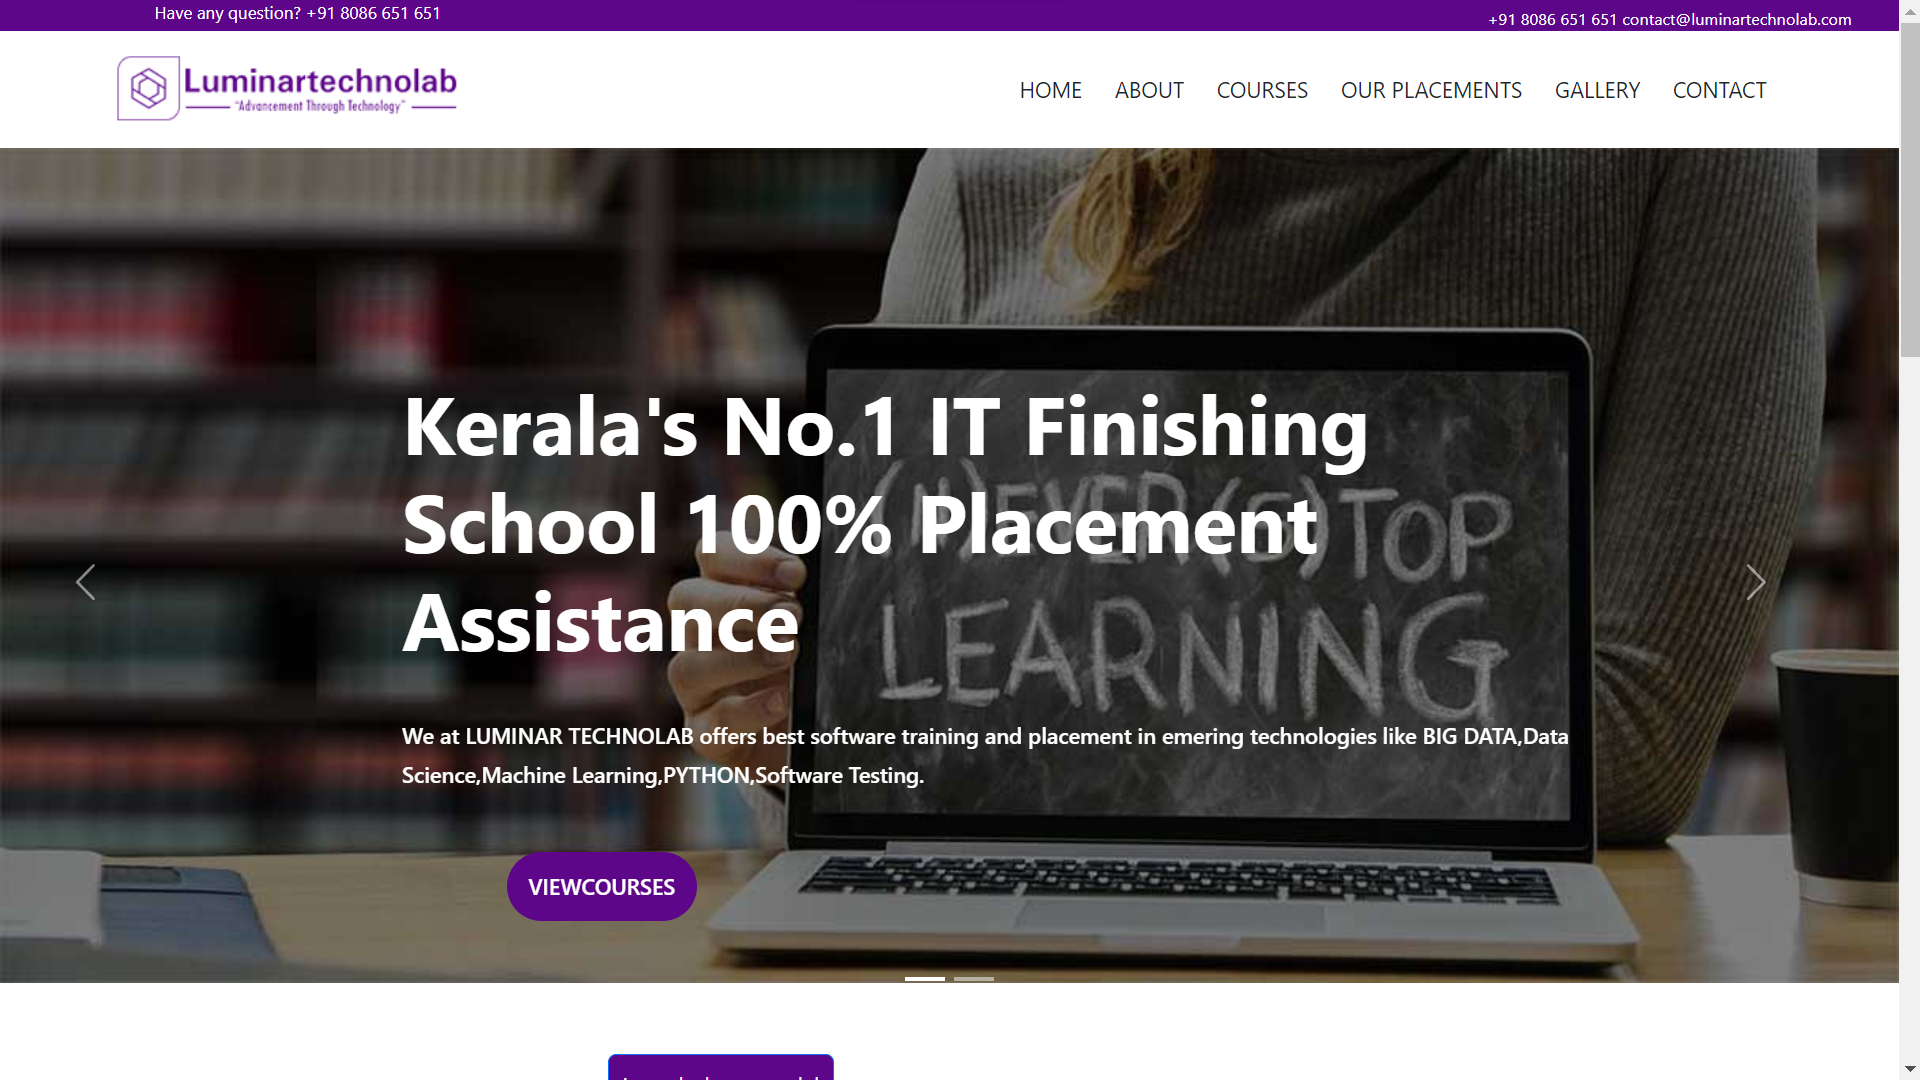 Have any question? +91 8086 651 651
+91 8086 651 651 contact@luminartechnolab.com
Luminartechnolab
"Advancement Through Technology"
HOME ABOUT COURSES OUR PLACEMENTS GALLERY CONTACT
Kerala's No.1 IT Finishing
School 100% Placement
Assistance
(N)EVER (S)TOP
LEARNING
We at LUMINAR TECHNOLAB offers best software training and placement in emering technologies like BIG DATA,Data
Science,Machine Learning,PYTHON,Software Testing.
VIEWCOURSES